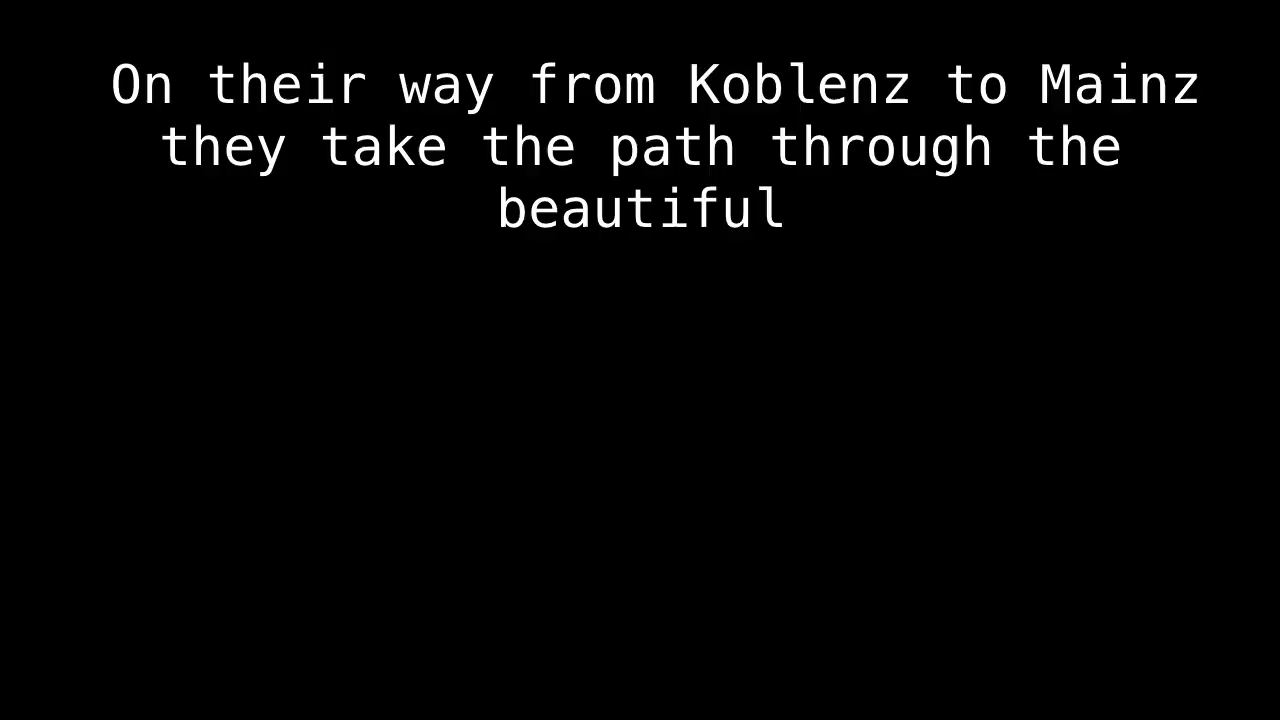 On their way from Koblenz to Mainz
they take the path through the
beautiful